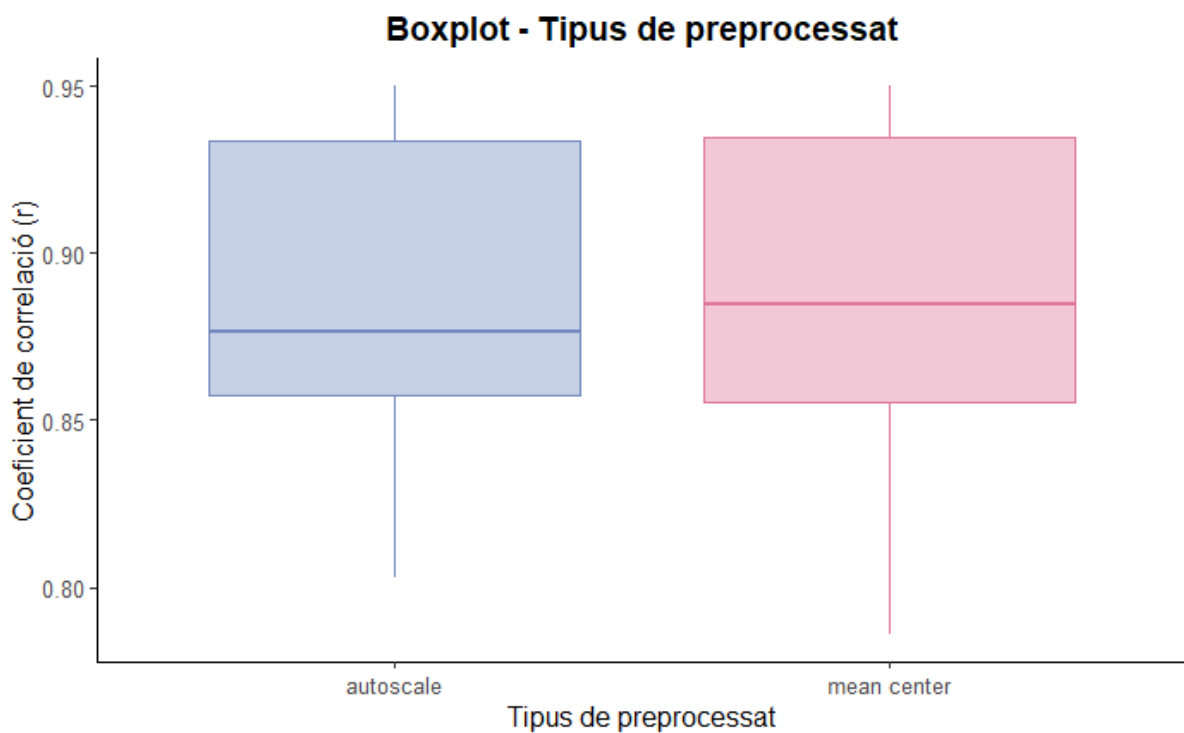 Boxplot - Tipus de preprocessat
Coeficient de correlació (r)
0.95
0.90
0.85
0.80
autoscale
mean center
Tipus de preprocessat